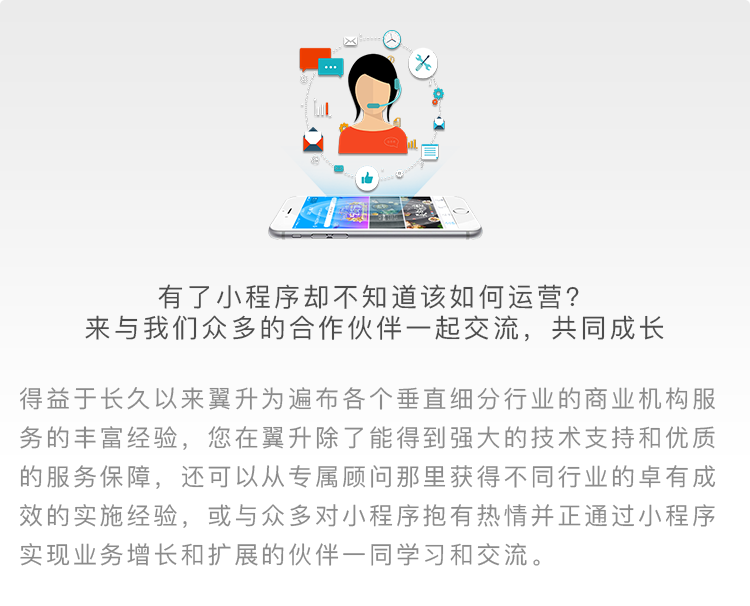 有了小程序却不知道该如何运营？
来与我们众多的合作伙伴一起交流，共同成长
得益于长久以来翼升为遍布各个垂直细分行业的商业机构服
务的丰富经验，您在翼升除了能得到强大的技术支持和优质
的服务保障，还可以从专属顾问那里获得不同行业的卓有成
效的实施经验，或与众多对小程序抱有热情并正通过小程序
实现业务增长和扩展的伙伴一同学习和交流。